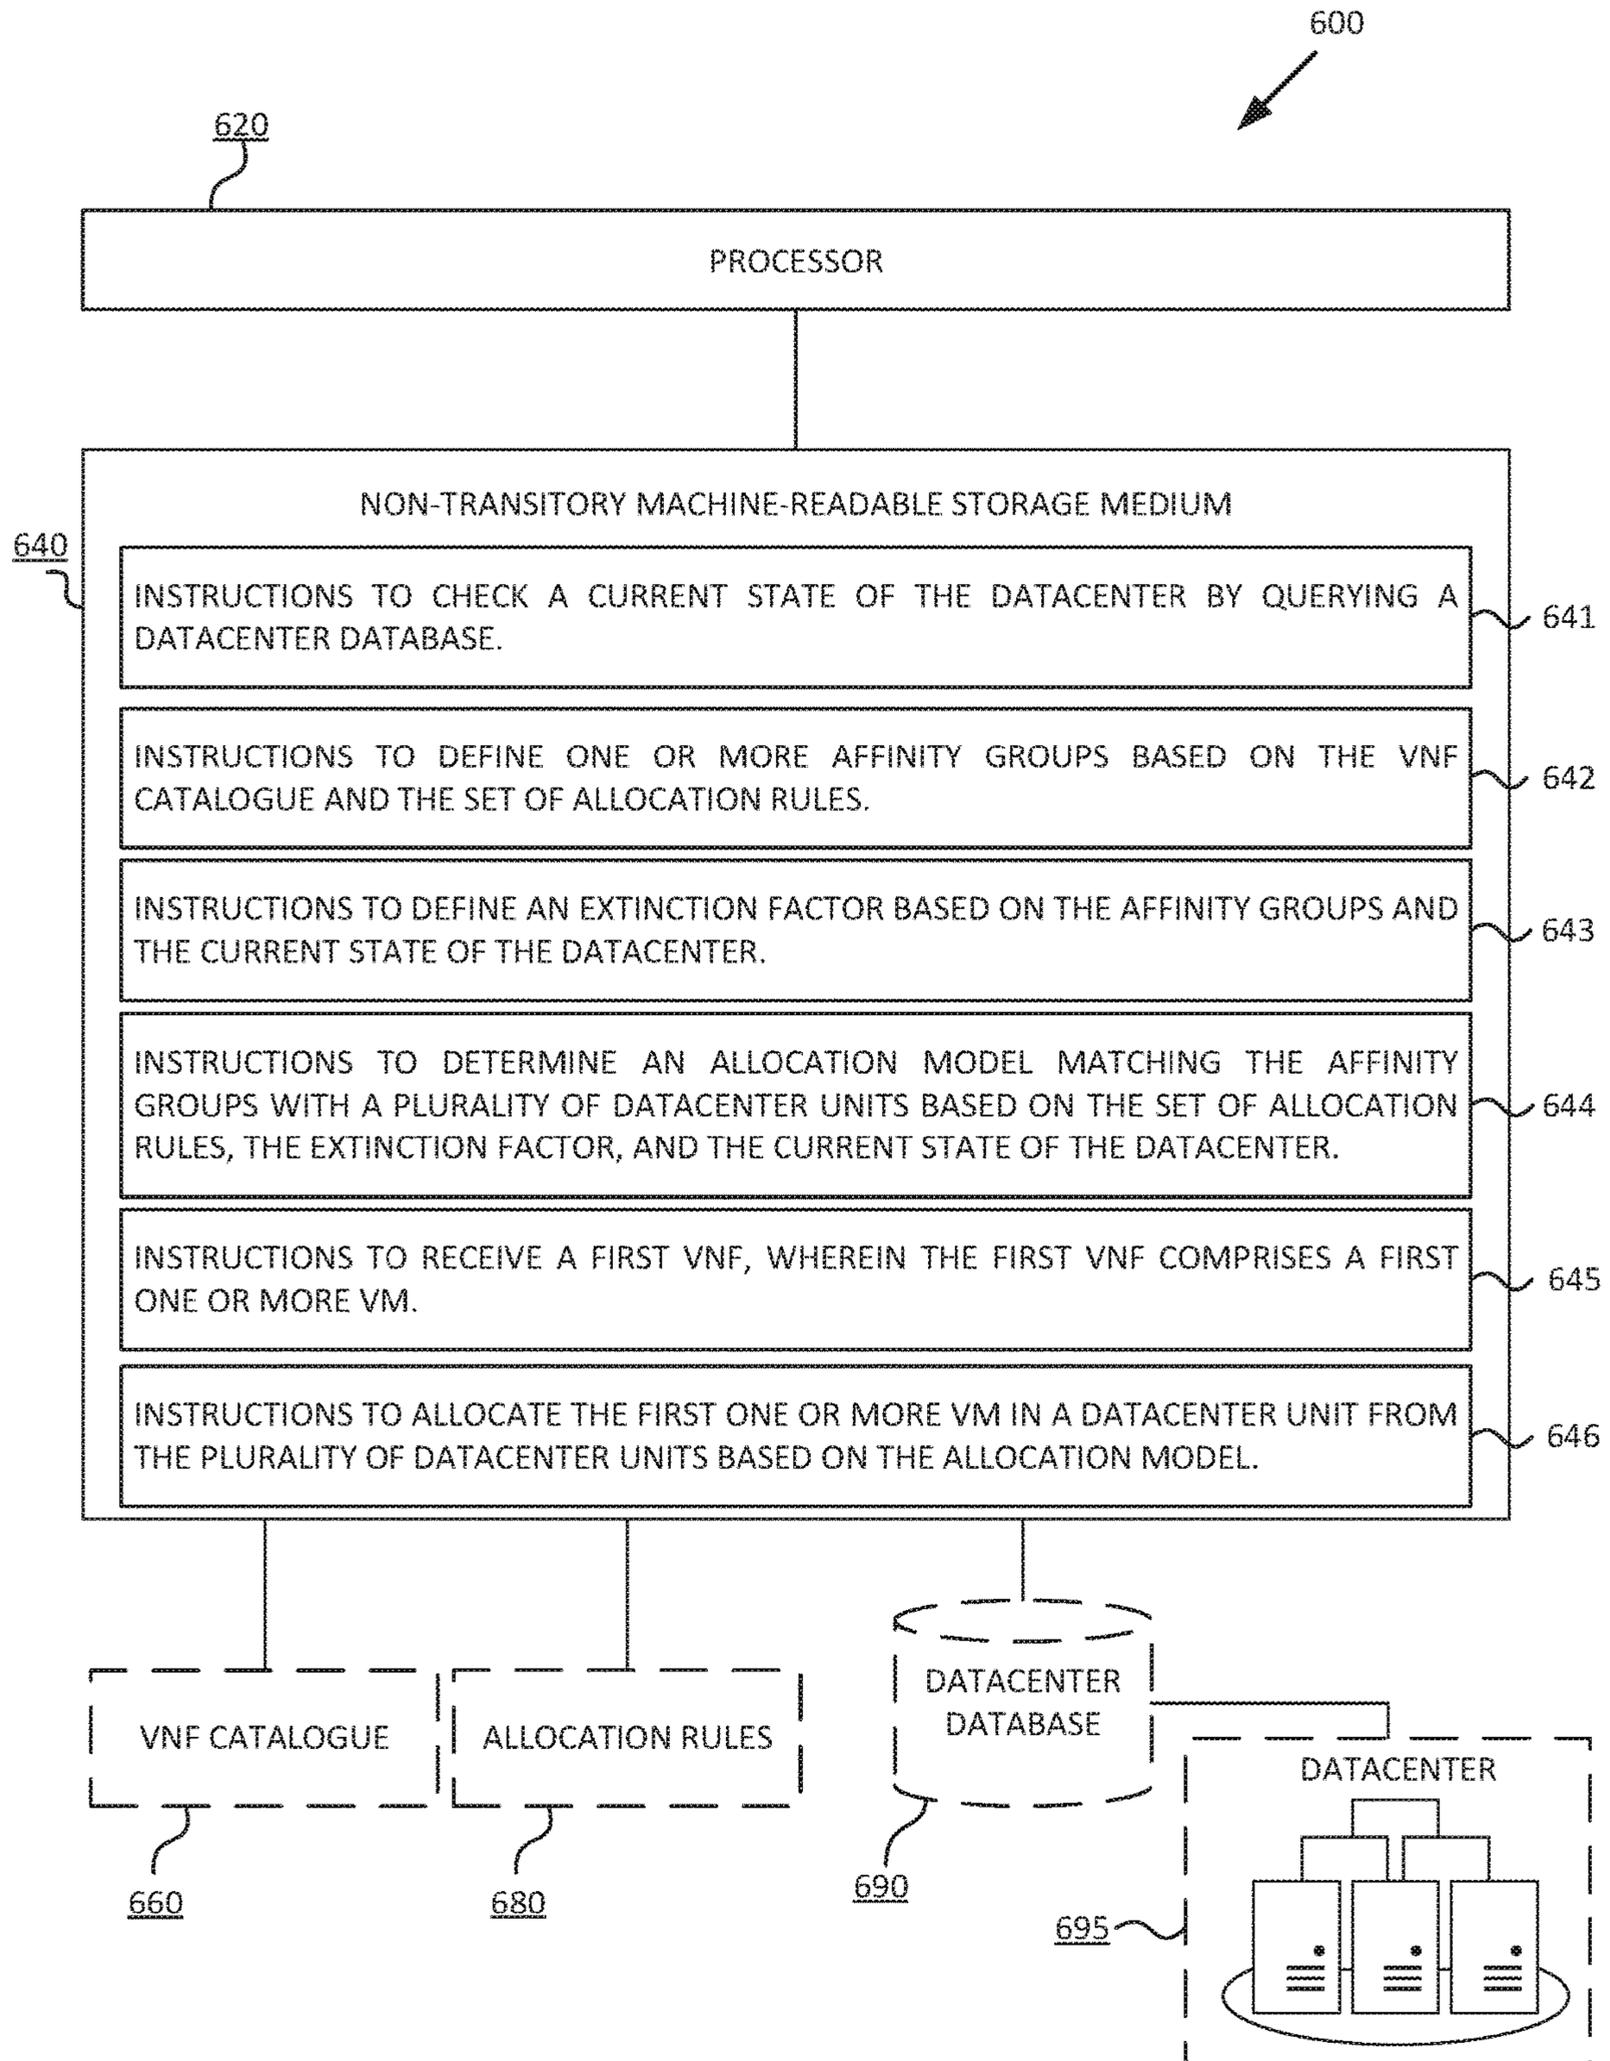 600
620
PROCESSOR
NON-TRANSITORY MACHINE-READABLE STORAGE MEDIUM
640
INSTRUCTIONS TO CHECK A CURRENT STATE OF THE DATACENTER BY QUERYING A
DATACENTER DATABASE.
641
INSTRUCTIONS TO DEFINE ONE OR MORE AFFINITY GROUPS BASED ON THE VNF
CATALOGUE AND THE SET OF ALLOCATION RULES.
642
INSTRUCTIONS TO DEFINE AN EXTINCTION FACTOR BASED ON THE AFFINITY GROUPS AND
THE CURRENT STATE OF THE DATACENTER.
643
INSTRUCTIONS TO DETERMINE AN ALLOCATION MODEL MATCHING THE AFFINITY
GROUPS WITH A PLURALITY OF DATACENTER UNITS BASED ON THE SET OF ALLOCATION
RULES, THE EXTINCTION FACTOR, AND THE CURRENT STATE OF THE DATACENTER.
644
INSTRUCTIONS TO RECEIVE A FIRST VNF, WHEREIN THE FIRST VNF COMPRISES A FIRST
ONE OR MORE VM.
645
INSTRUCTIONS TO ALLOCATE THE FIRST ONE OR MORE VM IN A DATACENTER UNIT FROM
THE PLURALITY OF DATACENTER UNITS BASED ON THE ALLOCATION MODEL.
646
VNF CATALOGUE
660
ALLOCATION RULES
680
DATACENTER
DATABASE
690
DATACENTER
695